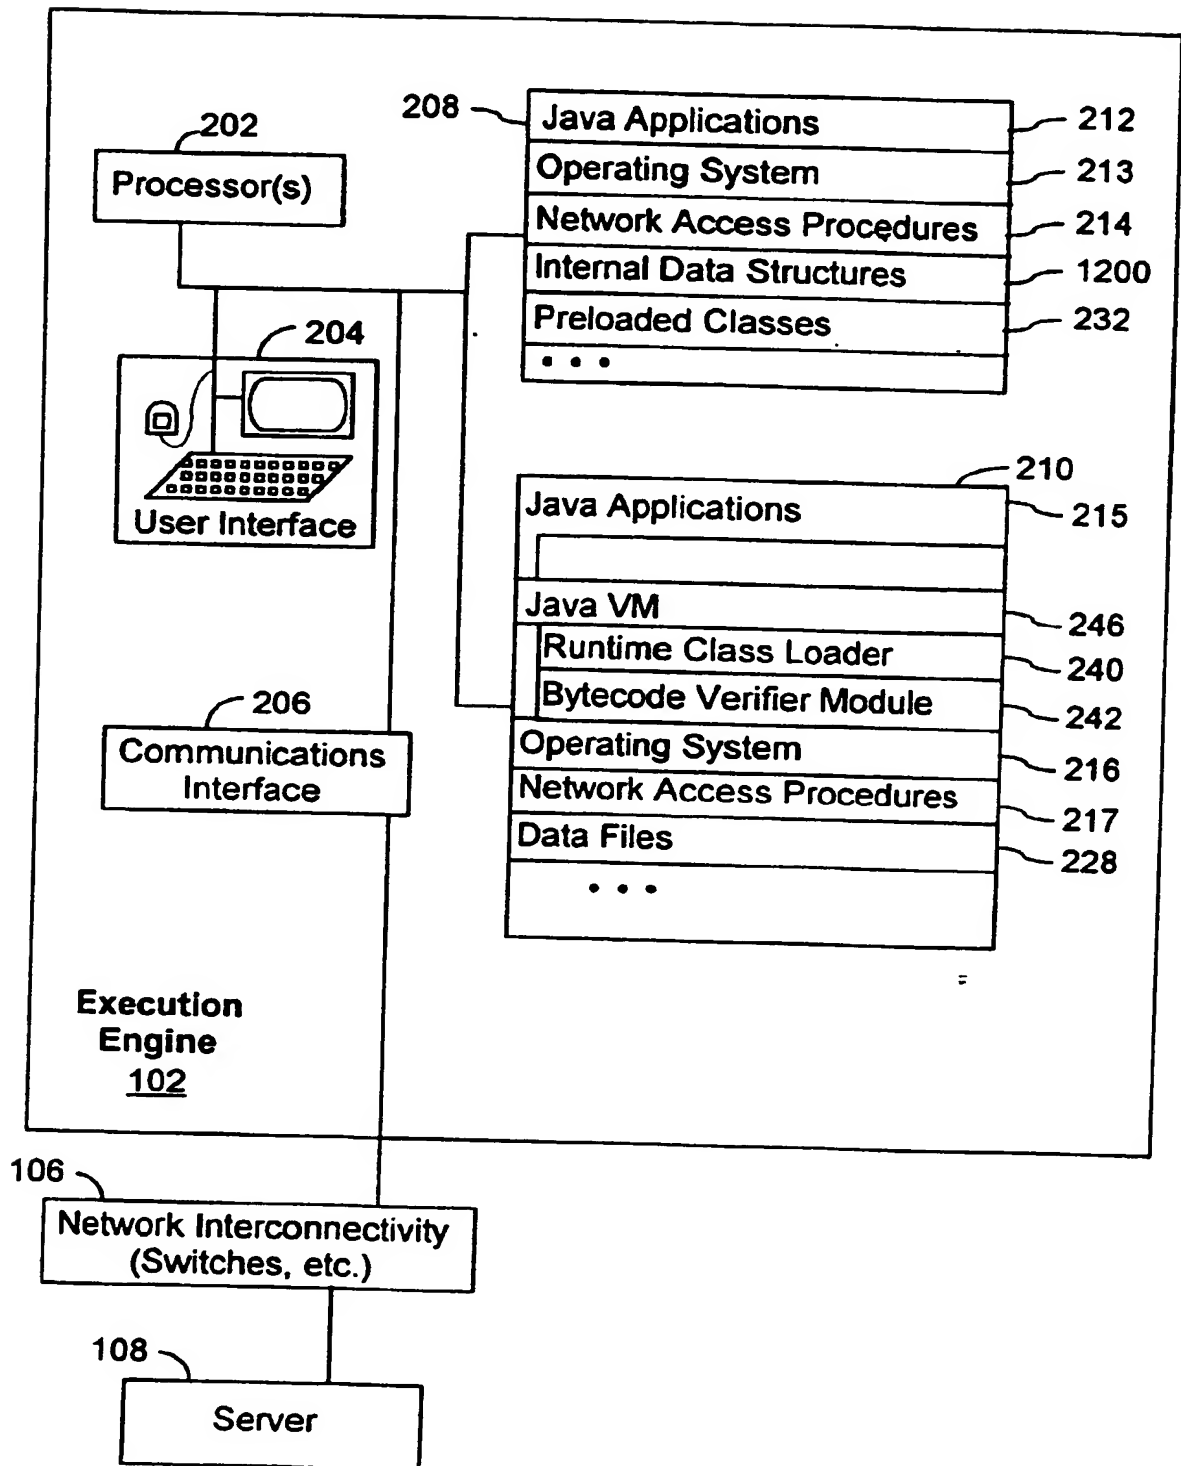 202
Processor(s)
208
Java Applications
212
Operating System
213
Network Access Procedures
214
Internal Data Structures
1200
Preloaded Classes
232
• • •
204
User Interface
210
Java Applications
215
Java VM
246
Runtime Class Loader
240
Bytecode Verifier Module
242
Operating System
216
Network Access Procedures
217
Data Files
228
• • •
206
Communications
Interface
Execution
Engine
102
106
Network Interconnectivity
(Switches, etc.)
108
Server